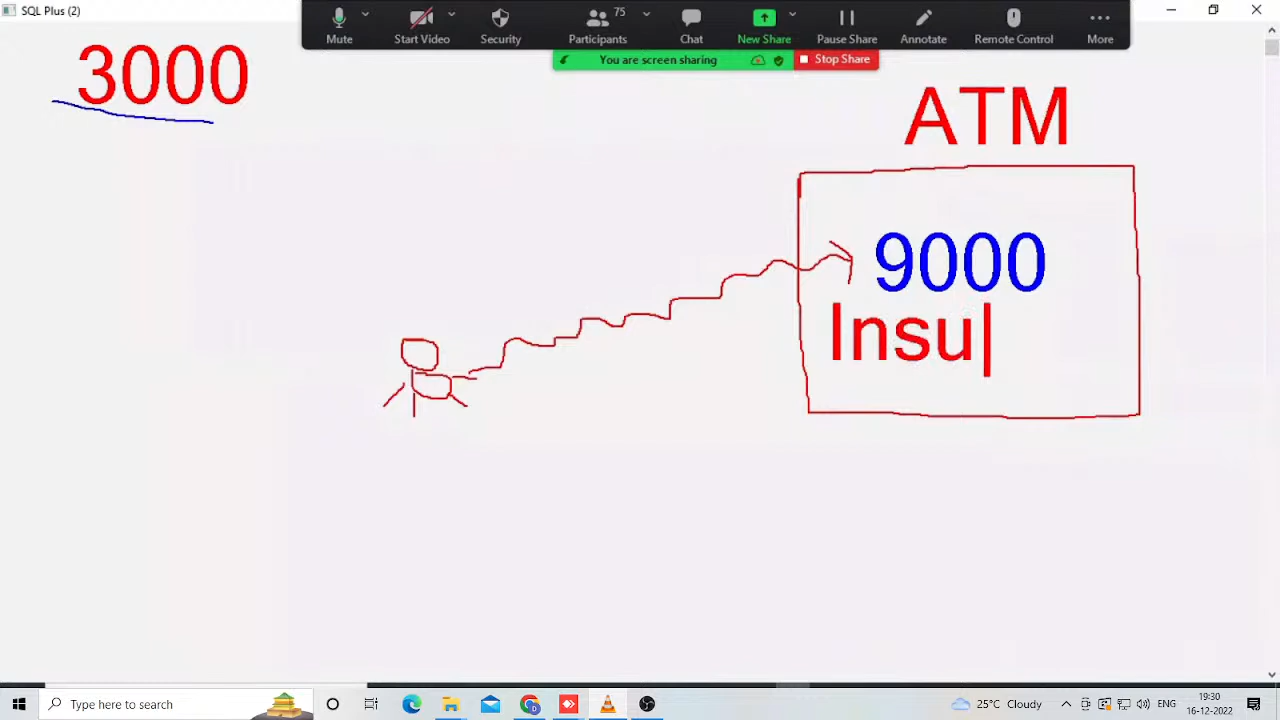 SQL Plus (2)
75
Mute
Start Video
Security
Participants
Chat
New Share
Pause Share
Annotate
Remote Control
More
You are screen sharing
Stop Share
3000
ATM
9000
Insu
Type here to search
25°C Cloudy
ENG
19:30
16-12-2022